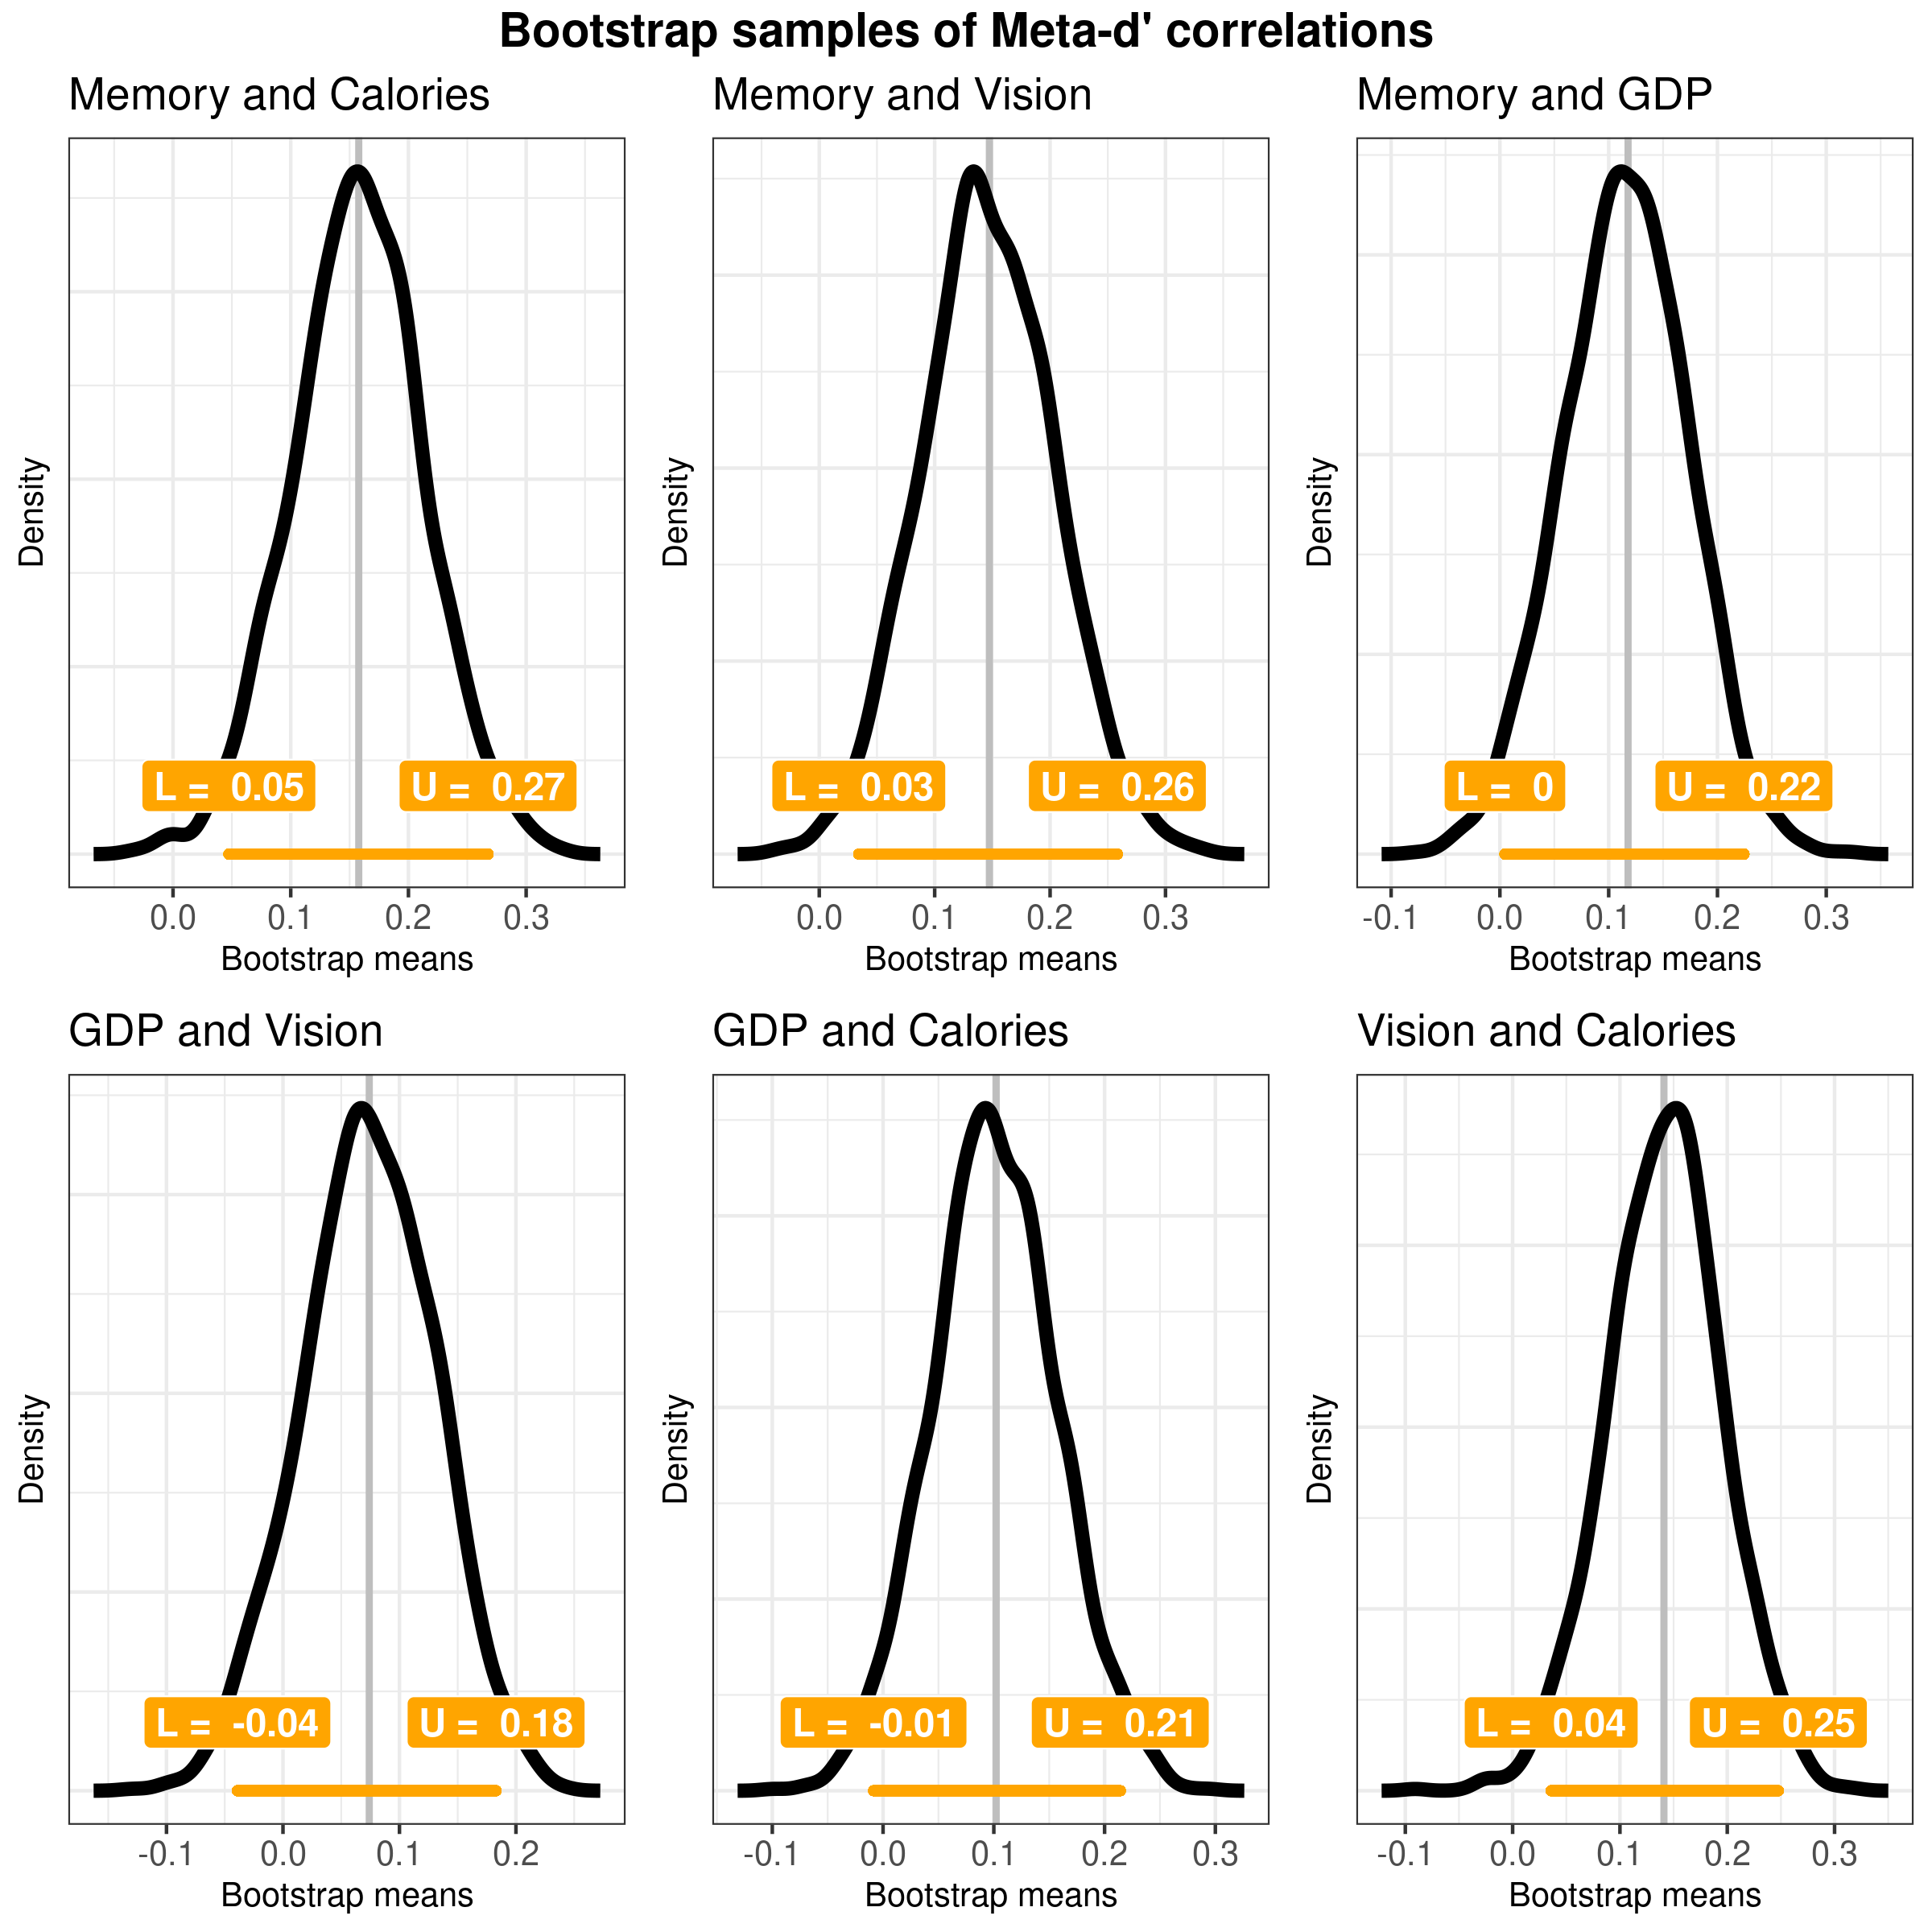 Bootstrap samples of Meta-d' correlations
Memory and Calories
Density
L = 0.05
U = 0.27
0.0 0.1 0.2 0.3
Bootstrap means
Memory and Vision
Density
L = 0.03
U = 0.26
0.0 0.1 0.2 0.3
Bootstrap means
Memory and GDP
Density
L = 0
U = 0.22
-0.1 0.0 0.1 0.2 0.3
Bootstrap means
GDP and Vision
Density
L = -0.04
U = 0.18
-0.1 0.0 0.1 0.2
Bootstrap means
GDP and Calories
Density
L = -0.01
U = 0.21
-0.1 0.0 0.1 0.2 0.3
Bootstrap means
Vision and Calories
Density
L = 0.04
U = 0.25
-0.1 0.0 0.1 0.2 0.3
Bootstrap means